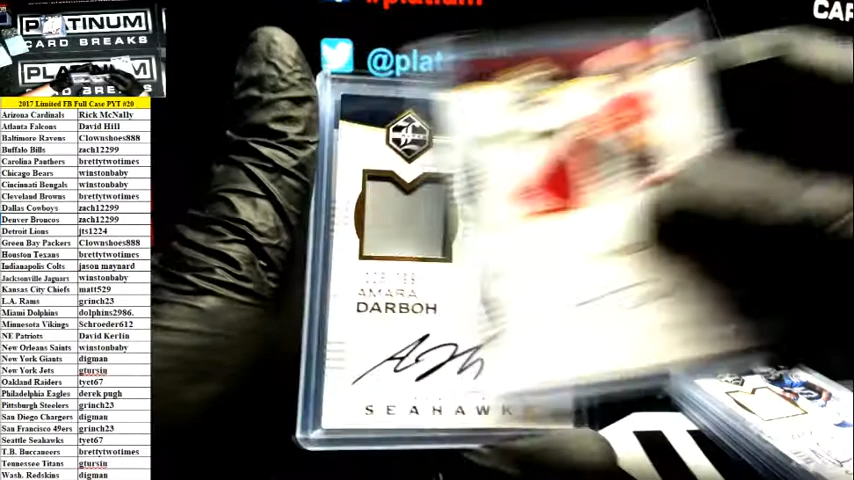 PLATINUM
CARD BREAKS
PLATINUM
CARD BREAKS
2017 Limited FB Full Case PYT #20
Arizona Cardinals Rick McNally
Atlanta Falcons David Hill
Baltimore Ravens Clownshoes888
Buffalo Bills zach12299
Carolina Panthers brettytwotimes
Chicago Bears winstonbaby
Cincinnati Bengals winstonbaby
Cleveland Browns brettytwotimes
Dallas Cowboys zach12299
Denver Broncos zach12299
Detroit Lions jts1224
Green Bay Packers Clownshoes888
Houston Texans brettytwotimes
Indianapolis Colts jason maynard
Jacksonville Jaguars winstonbaby
Kansas City Chiefs matt529
L.A. Rams grinch23
Miami Dolphins dolphins2986.
Minnesota Vikings Schroeder612
NE Patriots David Kerlin
New Orleans Saints winstonbaby
New York Giants digman
New York Jets gtursin
Oakland Raiders tyet67
Philadelphia Eagles derek pugh
Pittsburgh Steelers grinch23
San Diego Chargers digman
San Francisco 49ers grinch23
Seattle Seahawks tyet67
T.B. Buccaneers brettytwotimes
Tennessee Titans gtursin
Wash. Redskins digman
#platinum
@plat
CAR
LIMITED
AMARA
DARBOH
SEAHAWK